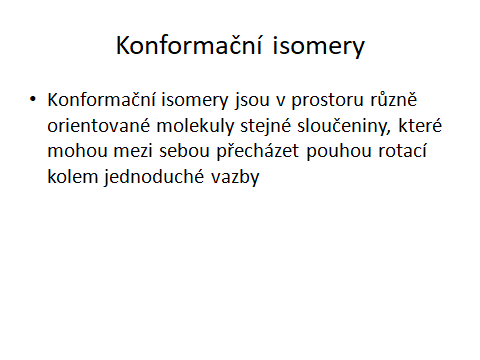 Konformační isomery
• Konformační isomery jsou v prostoru různě
orientované molekuly stejné sloučeniny, které
mohou mezi sebou přecházet pouhou rotací
kolem jednoduché vazby